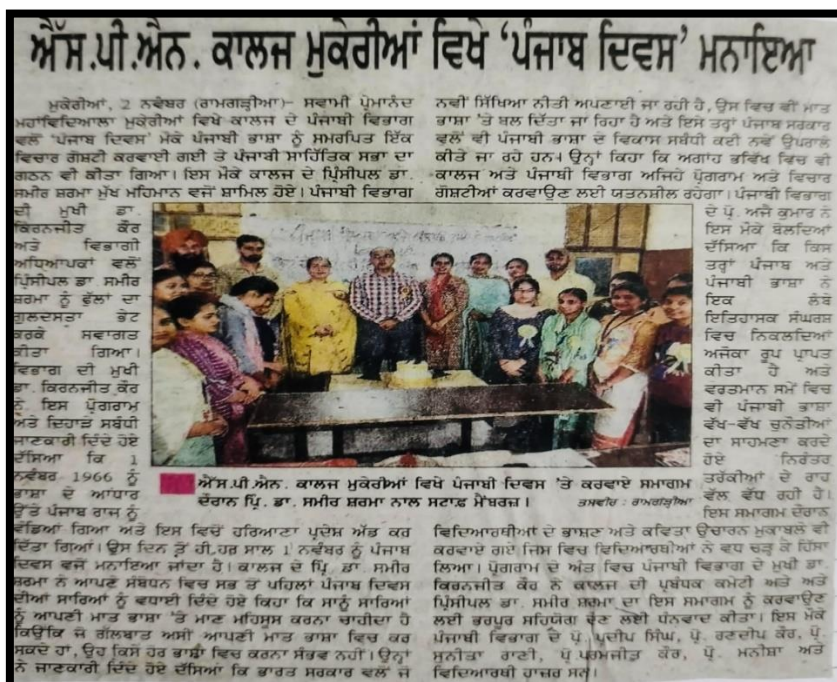 ਐੱਸ.ਪੀ.ਐਨ. ਕਾਲਜ ਮੁਕੇਰੀਆਂ ਵਿਖੇ ‘ਪੰਜਾਬ ਦਿਵਸ’ ਮਨਾਇਆ
ਮੁਕੇਰੀਆਂ, 2 ਨਵੰਬਰ (ਰਾਮਗੜ੍ਹੀਆ)- ਸਵਾਮੀ ਪ੍ਰੇਮਾਨੰਦ
ਮਹਾਂਵਿਦਿਆਲਾ ਮੁਕੇਰੀਆਂ ਵਿਖੇ ਕਾਲਜ ਦੇ ਪੰਜਾਬੀ ਵਿਭਾਗ
ਵਲੋਂ ‘ਪੰਜਾਬ ਦਿਵਸ’ ਮੌਕੇ ਪੰਜਾਬੀ ਭਾਸ਼ਾ ਨੂੰ ਸਮਰਪਿਤ ਇੱਕ
ਵਿਚਾਰ ਗੋਸ਼ਟੀ ਕਰਵਾਈ ਗਈ ਤੇ ਪੰਜਾਬੀ ਸਾਹਿੱਤਿਕ ਸਭਾ ਦਾ
ਗਠਨ ਵੀ ਕੀਤਾ ਗਿਆ। ਇਸ ਮੌਕੇ ਕਾਲਜ ਦੇ ਪ੍ਰਿੰਸੀਪਲ ਡਾ.
ਸਮੀਰ ਸ਼ਰਮਾ ਮੁੱਖ ਮਹਿਮਾਨ ਵਜੋਂ ਸ਼ਾਮਿਲ ਹੋਏ। ਪੰਜਾਬੀ ਵਿਭਾਗ
ਦੀ ਮੁਖੀ ਡਾ.
ਕਿਰਨਜੀਤ ਕੌਰ
ਅਤੇ ਵਿਭਾਗੀ
ਅਧਿਆਪਕਾਂ ਵਲੋਂ
ਪ੍ਰਿੰਸੀਪਲ ਡਾ. ਸਮੀਰ
ਸ਼ਰਮਾ ਨੂੰ ਫੁੱਲਾਂ ਦਾ
ਗੁਲਦਸਤਾ ਭੇਟ
ਕਰਕੇ ਸਵਾਗਤ
ਕੀਤਾ ਗਿਆ।
ਵਿਭਾਗ ਦੀ ਮੁਖੀ
ਡਾ. ਕਿਰਨਜੀਤ ਕੌਰ
ਨੇ ਇਸ ਪ੍ਰੋਗਰਾਮ
ਅਤੇ ਦਿਹਾੜੇ ਸਬੰਧੀ
ਜਾਣਕਾਰੀ ਦਿੰਦੇ ਹੋਏ
ਦੱਸਿਆ ਕਿ 1
ਨਵੰਬਰ 1966 ਨੂੰ
ਭਾਸ਼ਾ ਦੇ ਆਧਾਰ
ਉੱਤੇ ਪੰਜਾਬ ਰਾਜ ਨੂੰ
ਵੰਡਿਆ ਗਿਆ ਅਤੇ ਇਸ ਵਿਚੋਂ ਹਰਿਆਣਾ ਪ੍ਰਦੇਸ਼ ਅੱਡ ਕਰ
ਦਿੱਤਾ ਗਿਆ। ਉਸ ਦਿਨ ਤੋਂ ਹੀ ਹਰ ਸਾਲ 1 ਨਵੰਬਰ ਨੂੰ ਪੰਜਾਬ
ਦਿਵਸ ਵਜੋਂ ਮਨਾਇਆ ਜਾਂਦਾ ਹੈ। ਕਾਲਜ ਦੇ ਪ੍ਰਿੰ. ਡਾ. ਸਮੀਰ
ਸ਼ਰਮਾ ਨੇ ਆਪਣੇ ਸੰਬੋਧਨ ਵਿਚ ਸਭ ਤੋਂ ਪਹਿਲਾਂ ਪੰਜਾਬ ਦਿਵਸ
ਦੀਆਂ ਸਾਰਿਆਂ ਨੂੰ ਵਧਾਈ ਦਿੰਦੇ ਹੋਏ ਕਿਹਾ ਕਿ ਸਾਨੂੰ ਸਾਰਿਆਂ
ਨੂੰ ਆਪਣੀ ਮਾਤ ਭਾਸ਼ਾ ’ਤੇ ਮਾਣ ਮਹਿਸੂਸ ਕਰਨਾ ਚਾਹੀਦਾ ਹੈ
ਕਿਉਂਕਿ ਜੋ ਗੱਲਬਾਤ ਅਸੀਂ ਆਪਣੀ ਮਾਤ ਭਾਸ਼ਾ ਵਿਚ ਕਰ
ਸਕਦੇ ਹਾਂ, ਉਹ ਕਿਸੇ ਹੋਰ ਭਾਸ਼ਾ ਵਿਚ ਕਰਨਾ ਸੰਭਵ ਨਹੀਂ। ਉਨ੍ਹਾਂ
ਨੇ ਜਾਣਕਾਰੀ ਦਿੰਦੇ ਹੋਏ ਦੱਸਿਆ ਕਿ ਭਾਰਤ ਸਰਕਾਰ ਵਲੋਂ ਜੋ
ਨਵੀਂ ਸਿੱਖਿਆ ਨੀਤੀ ਅਪਣਾਈ ਜਾ ਰਹੀ ਹੈ, ਉਸ ਵਿਚ ਵੀ ਮਾਤ
ਭਾਸ਼ਾ ’ਤੇ ਬਲ ਦਿੱਤਾ ਜਾ ਰਿਹਾ ਹੈ ਅਤੇ ਇਸੇ ਤਰ੍ਹਾਂ ਪੰਜਾਬ ਸਰਕਾਰ
ਵਲੋਂ ਵੀ ਪੰਜਾਬੀ ਭਾਸ਼ਾ ਦੇ ਵਿਕਾਸ ਸਬੰਧੀ ਕਈ ਨਵੇਂ ਉਪਰਾਲੇ
ਕੀਤੇ ਜਾ ਰਹੇ ਹਨ। ਉਨ੍ਹਾਂ ਕਿਹਾ ਕਿ ਅਗਾਂਹ ਭਵਿੱਖ ਵਿਚ ਵੀ
ਕਾਲਜ ਅਤੇ ਪੰਜਾਬੀ ਵਿਭਾਗ ਅਜਿਹੇ ਪ੍ਰੋਗਰਾਮ ਅਤੇ ਵਿਚਾਰ
ਗੋਸ਼ਟੀਆਂ ਕਰਵਾਉਣ ਲਈ ਯਤਨਸ਼ੀਲ ਰਹੇਗਾ। ਪੰਜਾਬੀ ਵਿਭਾਗ
ਦੇ ਪ੍ਰੋ. ਅਜੇ ਕੁਮਾਰ ਨੇ
ਇਸ ਮੌਕੇ ਬੋਲਦਿਆਂ
ਦੱਸਿਆ ਕਿ ਕਿਸ
ਤਰ੍ਹਾਂ ਪੰਜਾਬ ਅਤੇ
ਪੰਜਾਬੀ ਭਾਸ਼ਾ ਨੇ
ਇਕ ਲੰਬੇ
ਇਤਿਹਾਸਕ ਸੰਘਰਸ਼
ਵਿਚ ਨਿਕਲਦਿਆਂ
ਅਜੋਕਾ ਰੂਪ ਪ੍ਰਾਪਤ
ਕੀਤਾ ਹੈ ਅਤੇ
ਵਰਤਮਾਨ ਸਮੇਂ ਵਿਚ
ਵੀ ਪੰਜਾਬੀ ਭਾਸ਼ਾ
ਵੱਖ-ਵੱਖ ਚੁਨੌਤੀਆਂ
ਦਾ ਸਾਹਮਣਾ ਕਰਦੇ
ਹੋਏ ਨਿਰੰਤਰ
ਤਰੱਕੀਆਂ ਦੇ ਰਾਹ
ਵੱਲ ਵੱਧ ਰਹੀ ਹੈ।
ਇਸ ਸਮਾਗਮ ਦੌਰਾਨ
ਵਿਦਿਆਰਥੀਆਂ ਦੇ ਭਾਸ਼ਣ ਅਤੇ ਕਵਿਤਾ ਉਚਾਰਨ ਮੁਕਾਬਲੇ ਵੀ
ਕਰਵਾਏ ਗਏ ਜਿਸ ਵਿਚ ਵਿਦਿਆਰਥੀਆਂ ਨੇ ਵਧ ਚੜ੍ਹ ਕੇ ਹਿੱਸਾ
ਲਿਆ। ਪ੍ਰੋਗਰਾਮ ਦੇ ਅੰਤ ਵਿਚ ਪੰਜਾਬੀ ਵਿਭਾਗ ਦੇ ਮੁਖੀ ਡਾ.
ਕਿਰਨਜੀਤ ਕੌਰ ਨੇ ਕਾਲਜ ਦੀ ਪ੍ਰਬੰਧਕ ਕਮੇਟੀ ਅਤੇ ਅਤੇ
ਪ੍ਰਿੰਸੀਪਲ ਡਾ. ਸਮੀਰ ਸ਼ਰਮਾ ਦਾ ਇਸ ਸਮਾਗਮ ਨੂੰ ਕਰਵਾਉਣ
ਲਈ ਭਰਪੂਰ ਸਹਿਯੋਗ ਦੇਣ ਲਈ ਧੰਨਵਾਦ ਕੀਤਾ। ਇਸ ਮੌਕੇ
ਪੰਜਾਬੀ ਵਿਭਾਗ ਦੇ ਪ੍ਰੋ. ਪ੍ਰਦੀਪ ਸਿੰਘ, ਪ੍ਰੋ. ਰਣਦੀਪ ਕੌਰ, ਪ੍ਰੋ.
ਸੁਨੀਤਾ ਰਾਣੀ, ਪ੍ਰੋ ਪਰਮਜੀਤ ਕੌਰ, ਪ੍ਰੋ. ਮਨੀਸ਼ਾ ਅਤੇ
ਵਿਦਿਆਰਥੀ ਹਾਜ਼ਰ ਸਨ।
ਐੱਸ.ਪੀ.ਐਨ. ਕਾਲਜ ਮੁਕੇਰੀਆਂ ਵਿਖੇ ਪੰਜਾਬੀ ਦਿਵਸ ’ਤੇ ਕਰਵਾਏ ਸਮਾਗਮ
ਦੌਰਾਨ ਪ੍ਰਿੰ. ਡਾ. ਸਮੀਰ ਸ਼ਰਮਾ ਨਾਲ ਸਟਾਫ਼ ਮੈਂਬਰਜ਼।
ਤਸਵੀਰ : ਰਾਮਗੜ੍ਹੀਆ